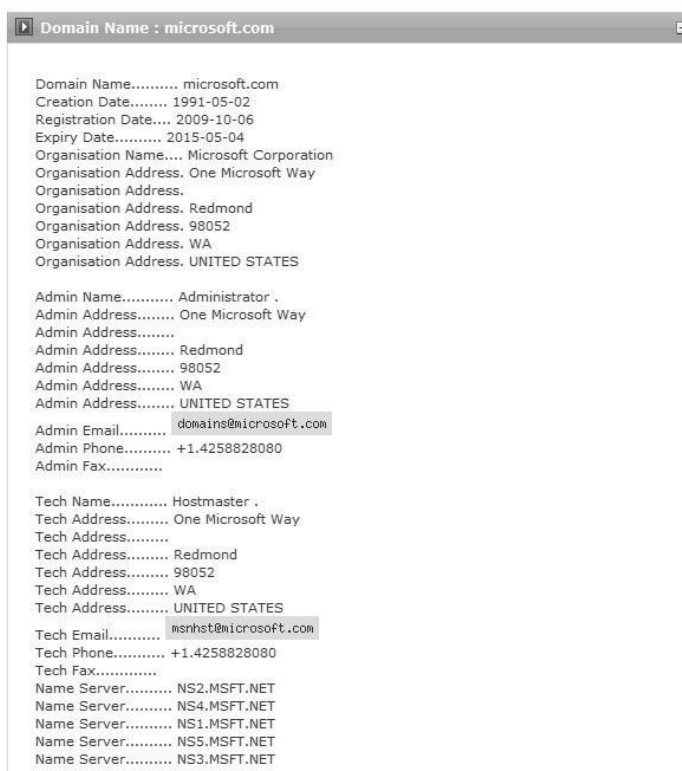 Domain Name : microsoft.com
Domain Name.......... microsoft.com
Creation Date........ 1991-05-02
Registration Date.... 2009-10-06
Expiry Date.......... 2015-05-04
Organisation Name.... Microsoft Corporation
Organisation Address. One Microsoft Way
Organisation Address.
Organisation Address. Redmond
Organisation Address. 98052
Organisation Address. WA
Organisation Address. UNITED STATES
Admin Name........... Administrator .
Admin Address........ One Microsoft Way
Admin Address........
Admin Address........ Redmond
Admin Address........ 98052
Admin Address........ WA
Admin Address........ UNITED STATES
Admin Email.......... domains@microsoft.com
Admin Phone.......... +1.4258828080
Admin Fax............
Tech Name............ Hostmaster .
Tech Address......... One Microsoft Way
Tech Address.........
Tech Address......... Redmond
Tech Address......... 98052
Tech Address......... WA
Tech Address......... UNITED STATES
Tech Email........... msnhst@microsoft.com
Tech Phone........... +1.4258828080
Tech Fax.............
Name Server.......... NS2.MSFT.NET
Name Server.......... NS4.MSFT.NET
Name Server.......... NS1.MSFT.NET
Name Server.......... NS5.MSFT.NET
Name Server.......... NS3.MSFT.NET